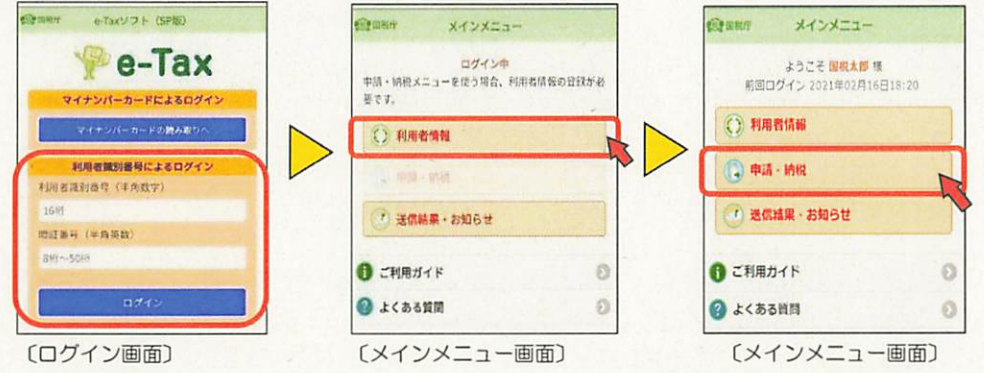 国税庁 e-Taxソフト(SP版)
e-Tax
マイナンバーカードによるログイン
マイナンバーカードの読み取りへ
利用者識別番号によるログイン
利用者識別番号(半角数字)
16桁
暗証番号(半角英数)
8桁~50桁
ログイン
〔ログイン画面〕
国税庁 メインメニュー
ログイン中
申請・納税メニューを使う場合、利用者情報の登録が必
要です。
利用者情報
申請・納税
送信結果・お知らせ
ご利用ガイド
よくある質問
〔メインメニュー画面〕
国税庁 メインメニュー
ようこそ 国税太郎 様
前回ログイン 2021年02月16日18:20
利用者情報
申請・納税
送信結果・お知らせ
ご利用ガイド
よくある質問
〔メインメニュー画面〕